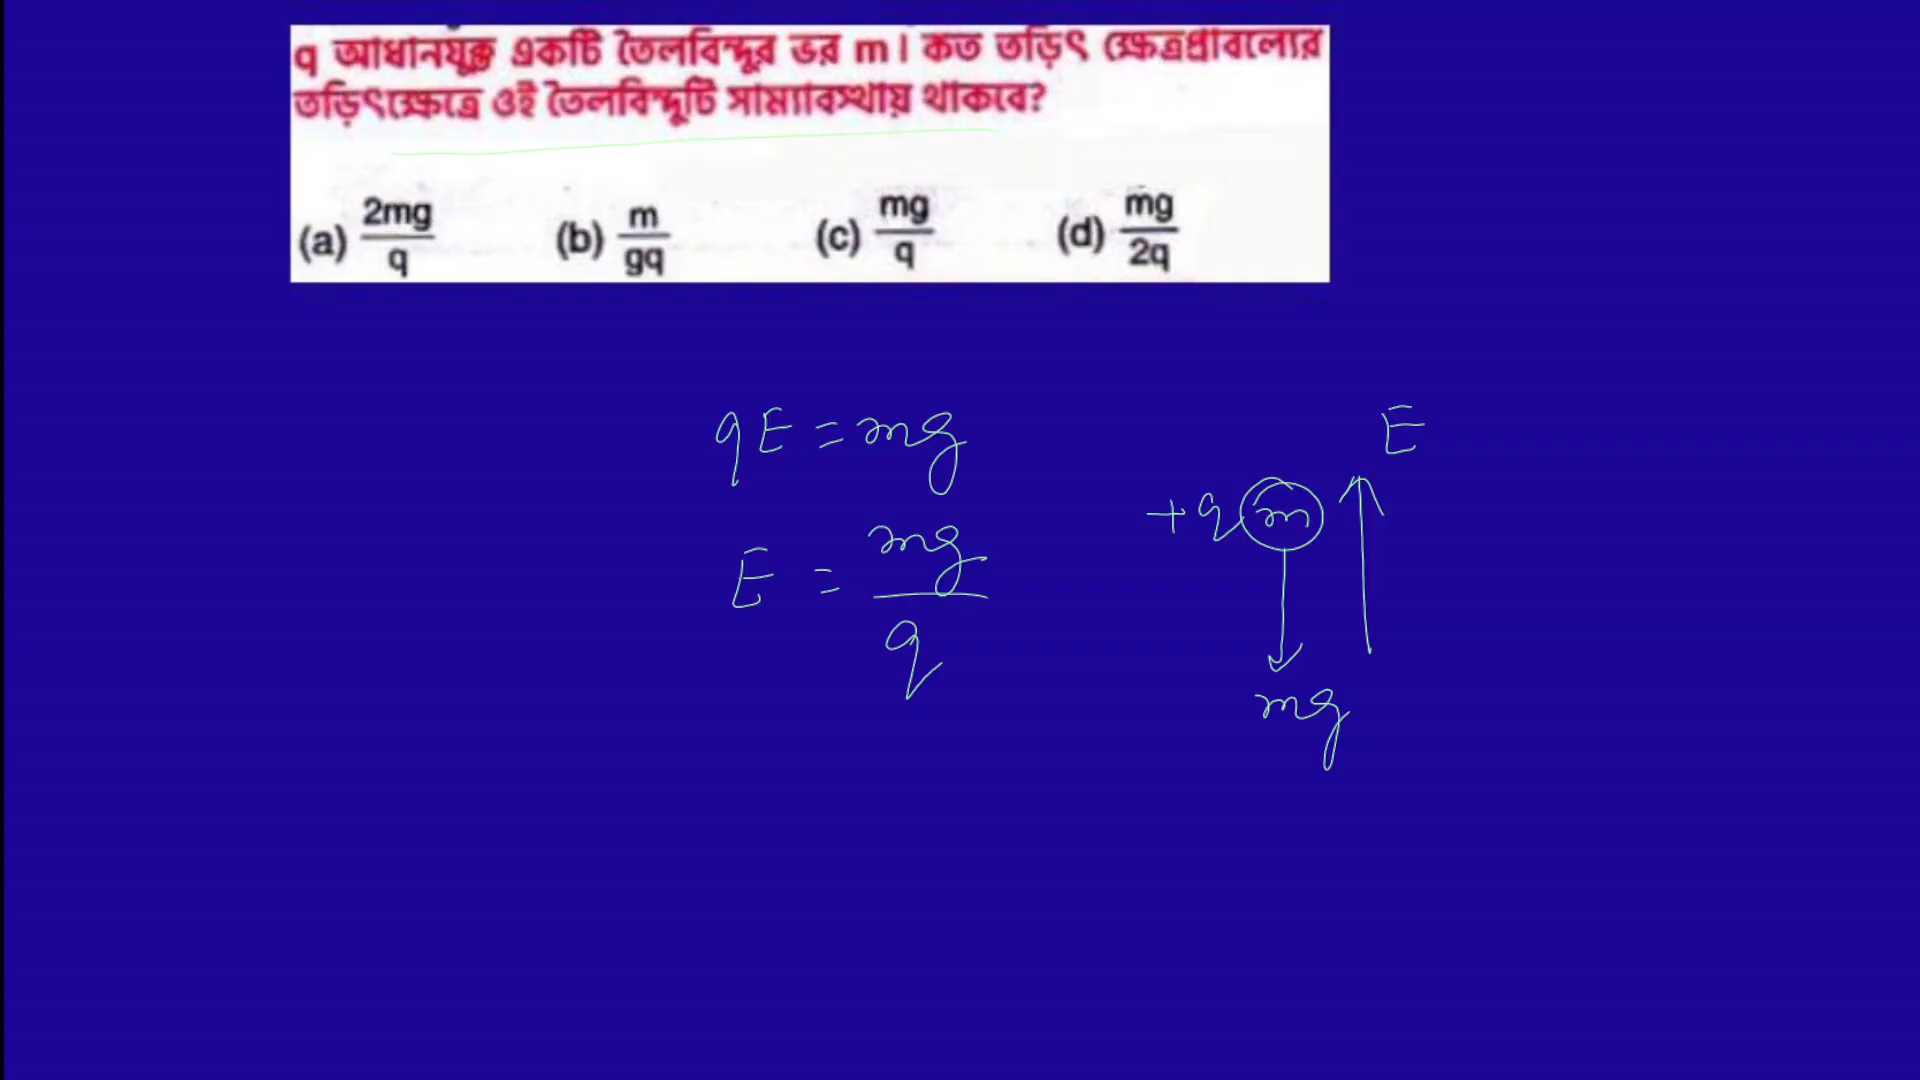 q আধানযুক্ত একটি তৈলবিন্দুর ভর m। কত তড়িৎ ক্ষেত্রপ্রাবল্যের
তড়িৎক্ষেত্রে ওই তৈলবিন্দুটি সাম্যাবস্থায় থাকবে?
(a) 2mg/q (b) m/gq (c) mg/q (d) mg/2q
qE = mg
E = mg/q
E
+q m
mg